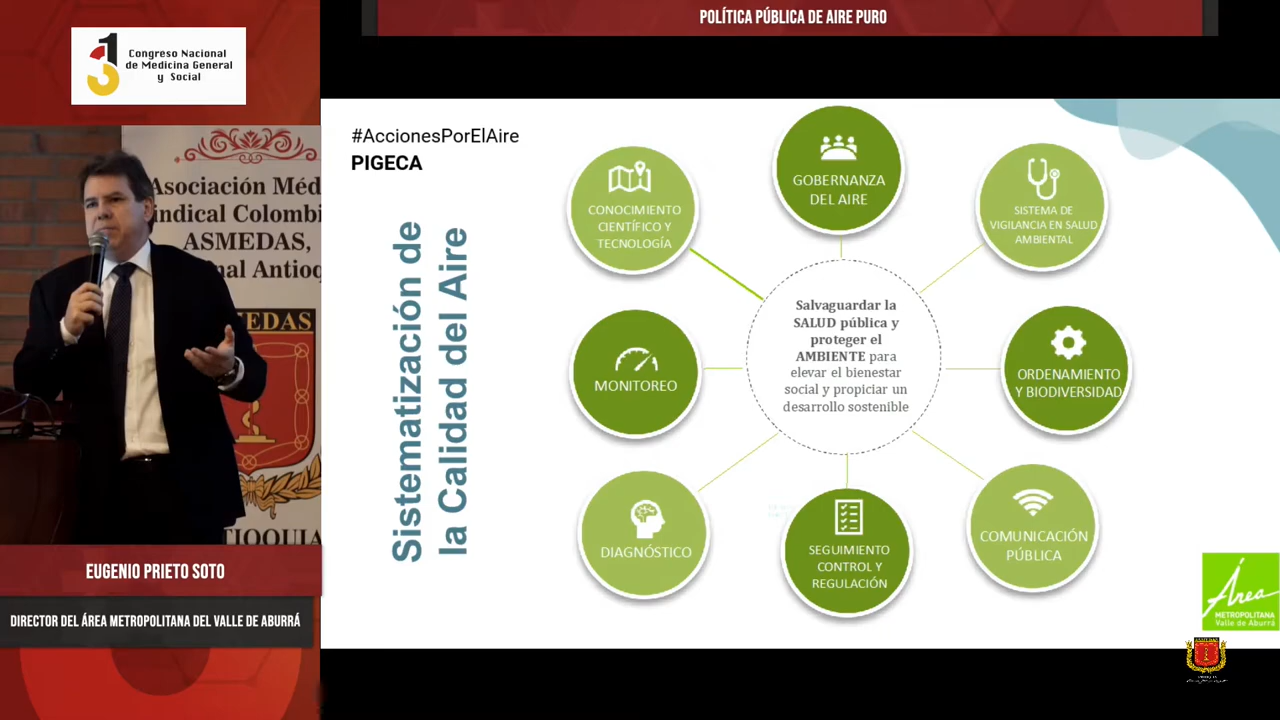 POLÍTICA PÚBLICA DE AIRE PURO
31
Congreso Nacional
de Medicina General
y Social
Asociación Méd
indical Colombi
ASMEDAS,
nal Antioq
MEDAS
TIOQUIA
EUGENIO PRIETO SOTO
DIRECTOR DEL ÁREA METROPOLITANA DEL VALLE DE ABURRÁ
#AccionesPorElAire
PIGECA
Sistematización de
la Calidad del Aire
CONOCIMIENTO
CIENTÍFICO Y
TECNOLOGÍA
GOBERNANZA
DEL AIRE
SISTEMA DE
VIGILANCIA EN SALUD
AMBIENTAL
MONITOREO
Salvaguardar la
SALUD pública y
proteger el
AMBIENTE para
elevar el bienestar
social y propiciar un
desarrollo sostenible
ORDENAMIENTO
Y BIODIVERSIDAD
DIAGNÓSTICO
SEGUIMIENTO
CONTROL Y
REGULACIÓN
COMUNICACIÓN
PÚBLICA
Área
METROPOLITANA
Valle de Aburrá